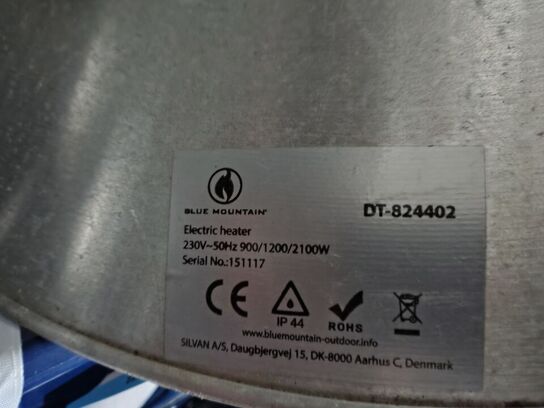 BLUE MOUNTAIN
DT-824402
Electric heater
230V~50Hz 900/1200/2100W
Serial No.:151117
CE
IP 44
ROHS
www.bluemountain-outdoor.info
SILVAN A/S, Daugbjergvej 15, DK-8000 Aarhus C, Denmark